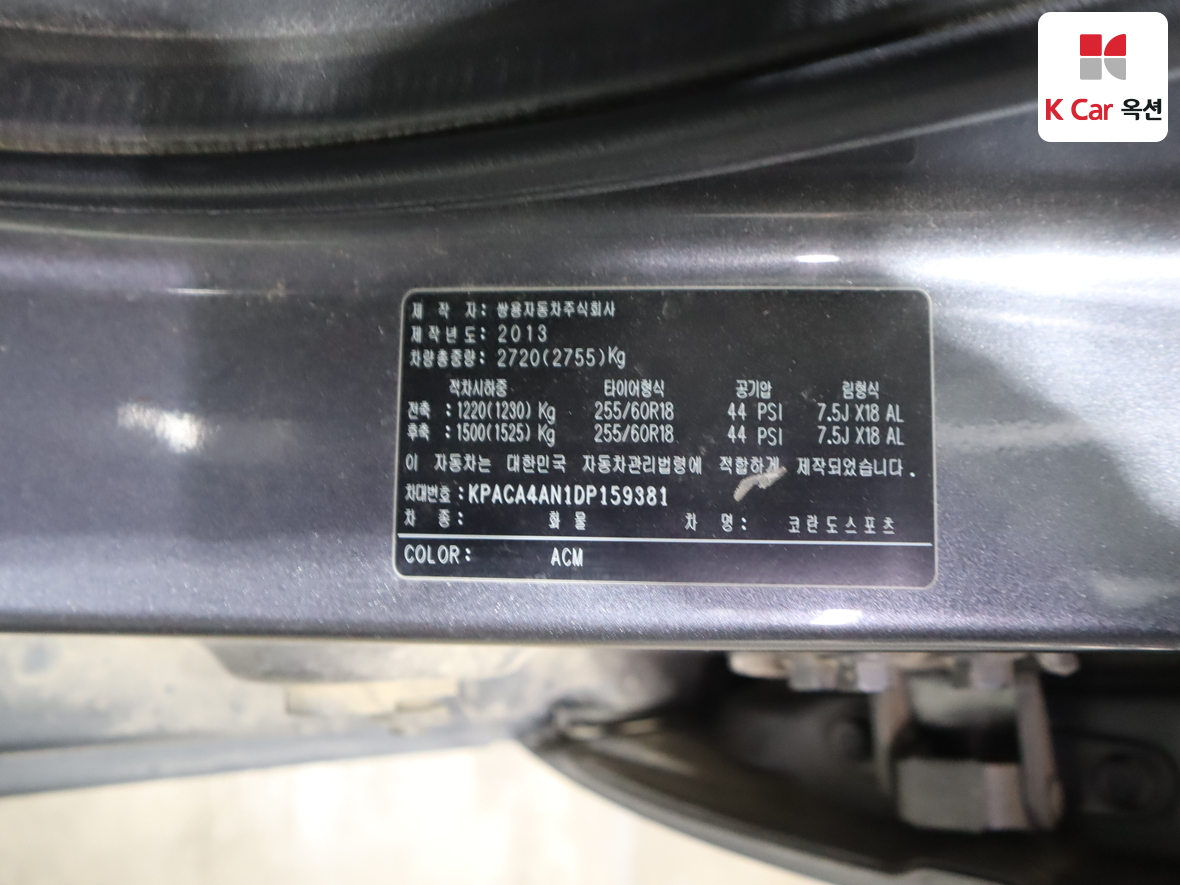 K Car 옥션
제 작 자: 쌍용자동차주식회사
제작년도: 2013
차량총중량: 2720(2755)Kg
적차시하중 타이어형식 공기압 림형식
전축 : 1220(1230) Kg 255/60R18 44 PSI 7.5J X18 AL
후축 : 1500(1525) Kg 255/60R18 44 PSI 7.5J X18 AL
이 자동차는 대한민국 자동차관리법령에 적합하게 제작되었습니다.
차대번호 : KPACA4AN1DP159381
차 종: 화 물 차 명: 코란도스포츠
COLOR: ACM